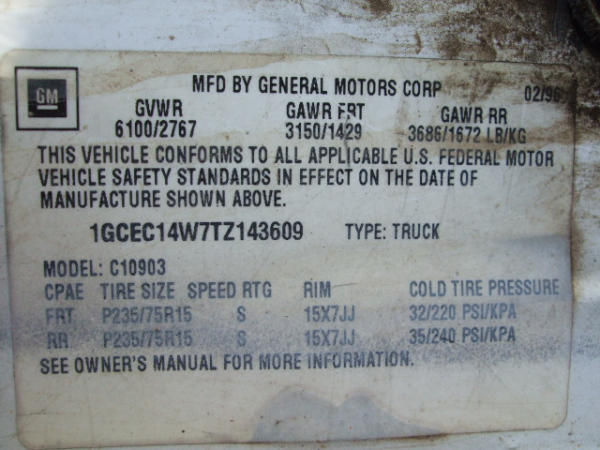 GM
MFD BY GENERAL MOTORS CORP 02/96
GVWR GAWR FRT GAWR RR
6100/2767 3150/1429 3686/1672 LB/KG
THIS VEHICLE CONFORMS TO ALL APPLICABLE U.S. FEDERAL MOTOR
VEHICLE SAFETY STANDARDS IN EFFECT ON THE DATE OF
MANUFACTURE SHOWN ABOVE.
1GCEC14W7TZ143609 TYPE: TRUCK
MODEL: C10903
CPAE TIRE SIZE SPEED RTG RIM COLD TIRE PRESSURE
FRT P235/75R15 S 15X7JJ 32/220 PSI/KPA
RR P235/75R15 S 15X7JJ 35/240 PSI/KPA
SEE OWNER'S MANUAL FOR MORE INFORMATION.